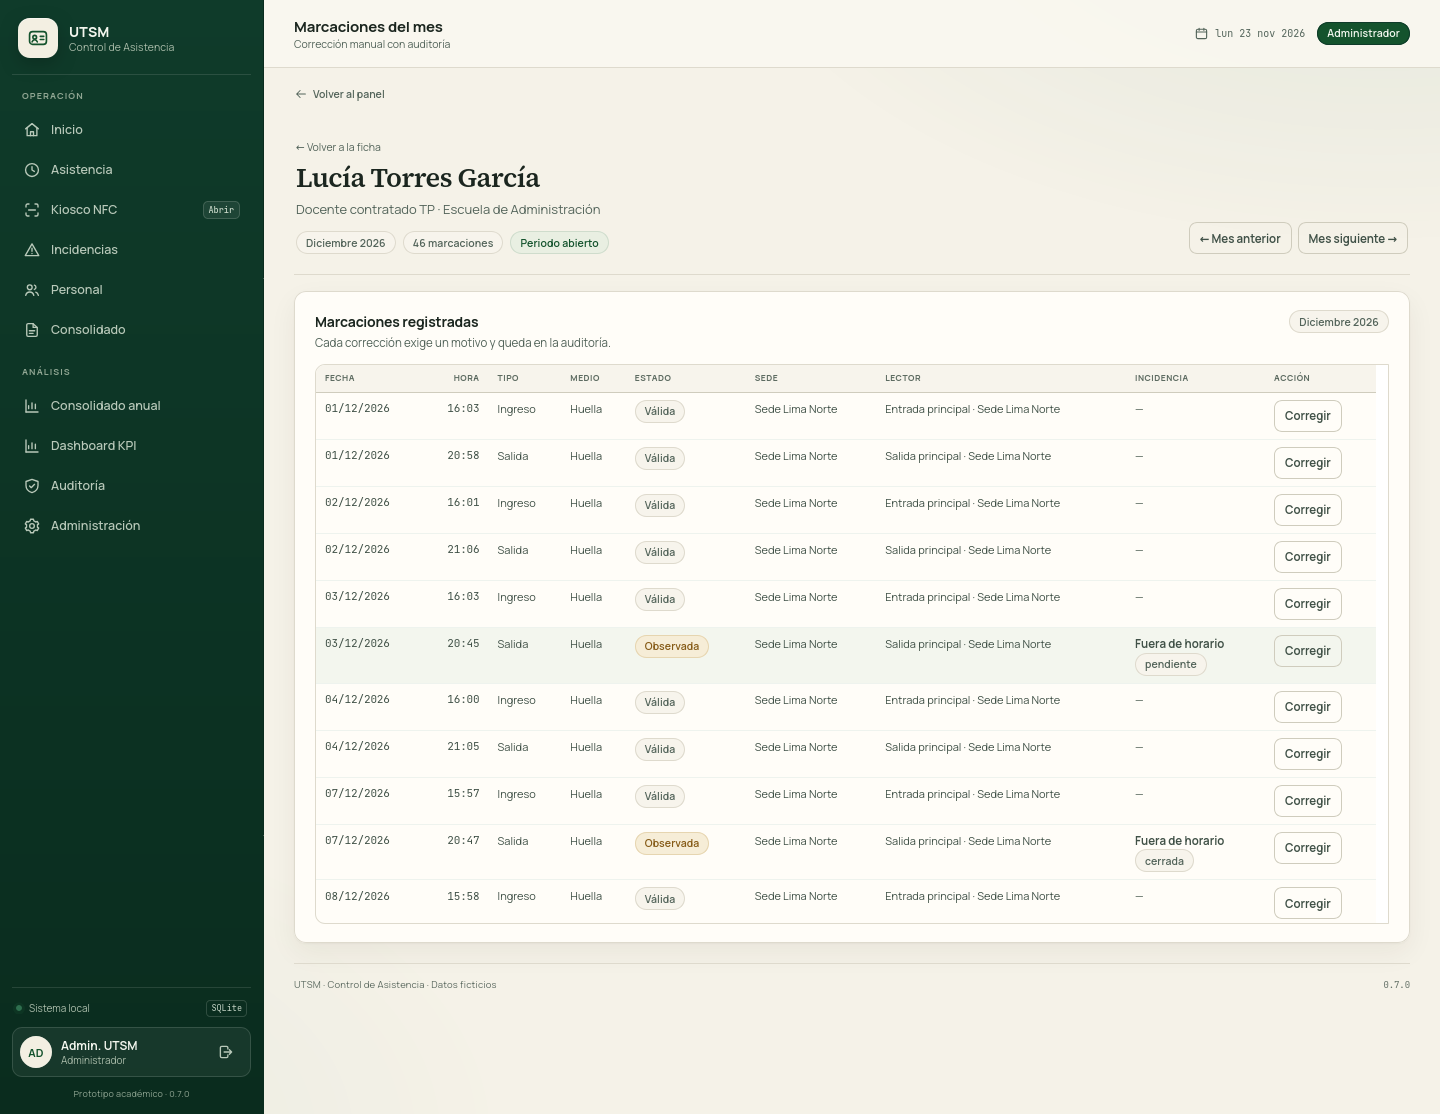 UTSM
Control de Asistencia
OPERACIÓN
Inicio
Asistencia
Kiosco NFC Abrir
Incidencias
Personal
Consolidado
ANÁLISIS
Consolidado anual
Dashboard KPI
Auditoría
Administración
Sistema local SQLite
AD
Admin. UTSM
Administrador
Prototipo académico · 0.7.0
Marcaciones del mes
Corrección manual con auditoría
lun 23 nov 2026 Administrador
← Volver al panel
← Volver a la ficha
Lucía Torres García
Docente contratado TP · Escuela de Administración
Diciembre 2026 46 marcaciones Periodo abierto
← Mes anterior Mes siguiente →
Marcaciones registradas
Diciembre 2026
Cada corrección exige un motivo y queda en la auditoría.
FECHA HORA TIPO MEDIO ESTADO SEDE LECTOR INCIDENCIA ACCIÓN
01/12/2026 16:03 Ingreso Huella Válida Sede Lima Norte Entrada principal · Sede Lima Norte — Corregir
01/12/2026 20:58 Salida Huella Válida Sede Lima Norte Salida principal · Sede Lima Norte — Corregir
02/12/2026 16:01 Ingreso Huella Válida Sede Lima Norte Entrada principal · Sede Lima Norte — Corregir
02/12/2026 21:06 Salida Huella Válida Sede Lima Norte Salida principal · Sede Lima Norte — Corregir
03/12/2026 16:03 Ingreso Huella Válida Sede Lima Norte Entrada principal · Sede Lima Norte — Corregir
03/12/2026 20:45 Salida Huella Observada Sede Lima Norte Salida principal · Sede Lima Norte Fuera de horario Corregir
pendiente
04/12/2026 16:00 Ingreso Huella Válida Sede Lima Norte Entrada principal · Sede Lima Norte — Corregir
04/12/2026 21:05 Salida Huella Válida Sede Lima Norte Salida principal · Sede Lima Norte — Corregir
07/12/2026 15:57 Ingreso Huella Válida Sede Lima Norte Entrada principal · Sede Lima Norte — Corregir
07/12/2026 20:47 Salida Huella Observada Sede Lima Norte Salida principal · Sede Lima Norte Fuera de horario Corregir
cerrada
08/12/2026 15:58 Ingreso Huella Válida Sede Lima Norte Entrada principal · Sede Lima Norte — Corregir
UTSM · Control de Asistencia · Datos ficticios 0.7.0